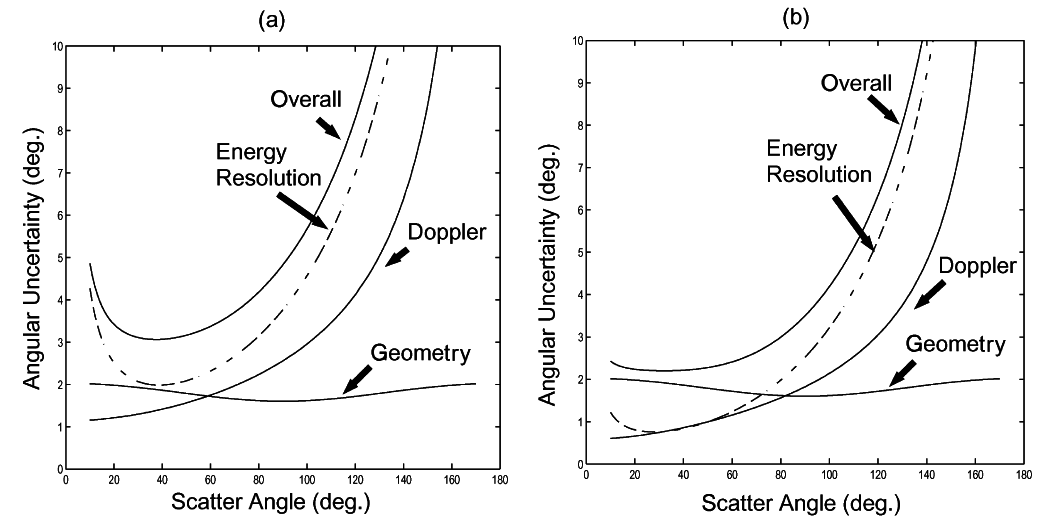 (a)
10
9
8
7
6
5
4
3
2
1
0
0 20 40 60 80 100 120 140 160 180
Angular Uncertainty (deg.)
Scatter Angle (deg.)
Overall
Energy
Resolution
Doppler
Geometry
(b)
10
9
8
7
6
5
4
3
2
1
0
0 20 40 60 80 100 120 140 160 180
Angular Uncertainty (deg.)
Scatter Angle (deg.)
Overall
Energy
Resolution
Doppler
Geometry